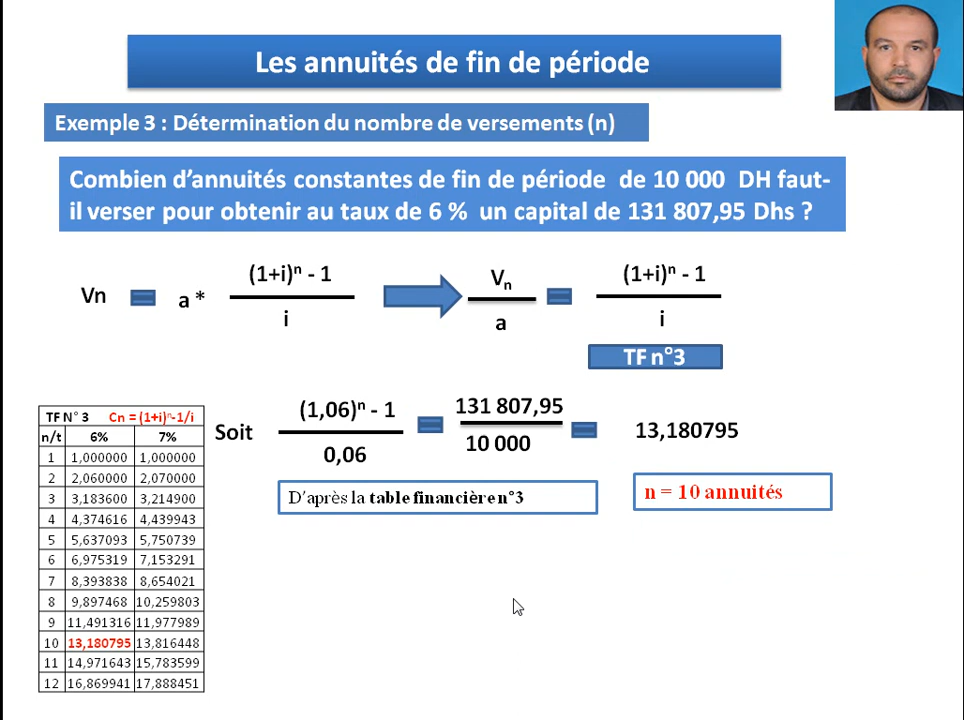 Les annuités de fin de période
Exemple 3 : Détermination du nombre de versements (n)
Combien d’annuités constantes de fin de période de 10 000 DH faut-
il verser pour obtenir au taux de 6 % un capital de 131 807,95 Dhs ?
Vn = a * (1+i)ⁿ - 1 / i
Vₙ / a = (1+i)ⁿ - 1 / i
TF n°3
Soit (1,06)ⁿ - 1 / 0,06 = 131 807,95 / 10 000 = 13,180795
D’après la table financière n°3
n = 10 annuités
TF N° 3 Cn = (1+i)ⁿ-1/i
n/t 6% 7%
1 1,000000 1,000000
2 2,060000 2,070000
3 3,183600 3,214900
4 4,374616 4,439943
5 5,637093 5,750739
6 6,975319 7,153291
7 8,393838 8,654021
8 9,897468 10,259803
9 11,491316 11,977989
10 13,180795 13,816448
11 14,971643 15,783599
12 16,869941 17,888451